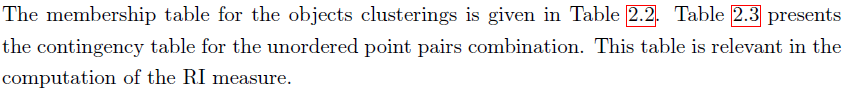 The membership table for the objects clusterings is given in Table 2.2. Table 2.3 presents
the contingency table for the unordered point pairs combination. This table is relevant in the
computation of the RI measure.